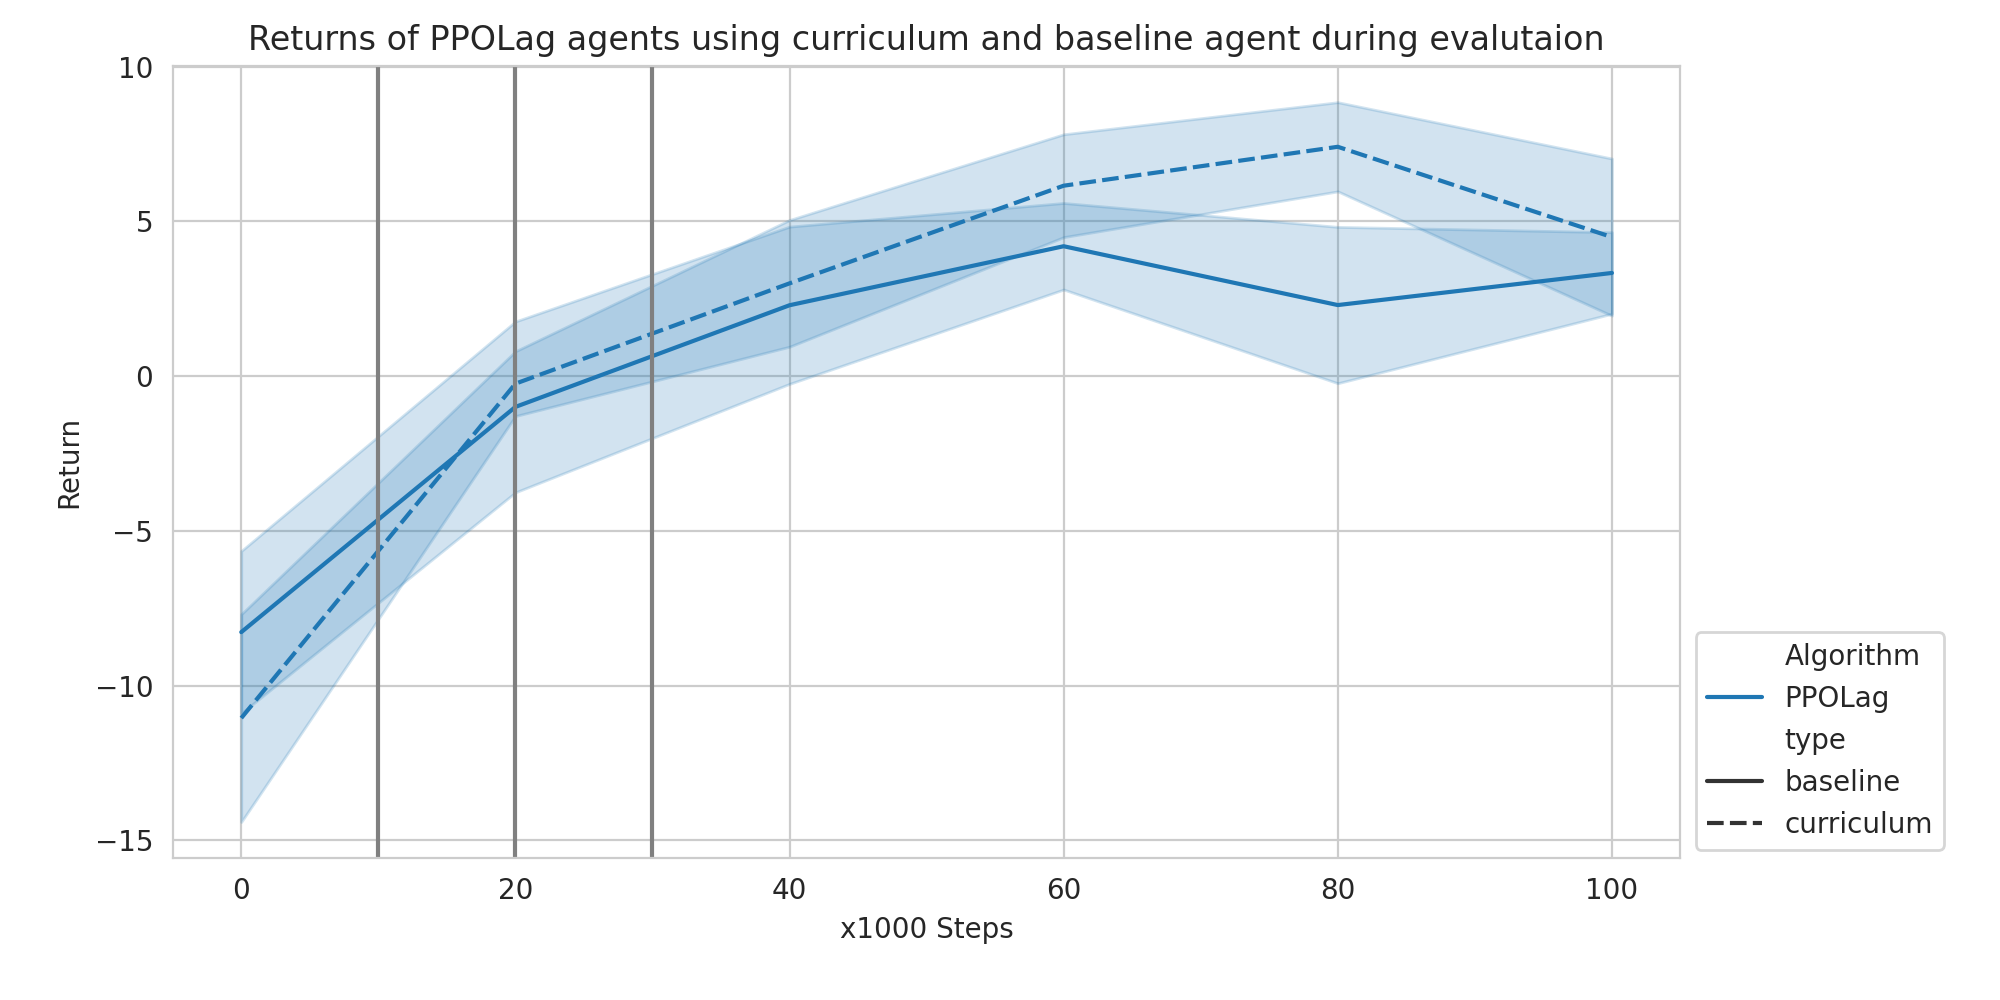 Returns of PPOLag agents using curriculum and baseline agent during evalutaion
10
5
0
−5
−10
−15
Return
0 20 40 60 80 100
x1000 Steps
Algorithm
PPOLag
type
baseline
curriculum